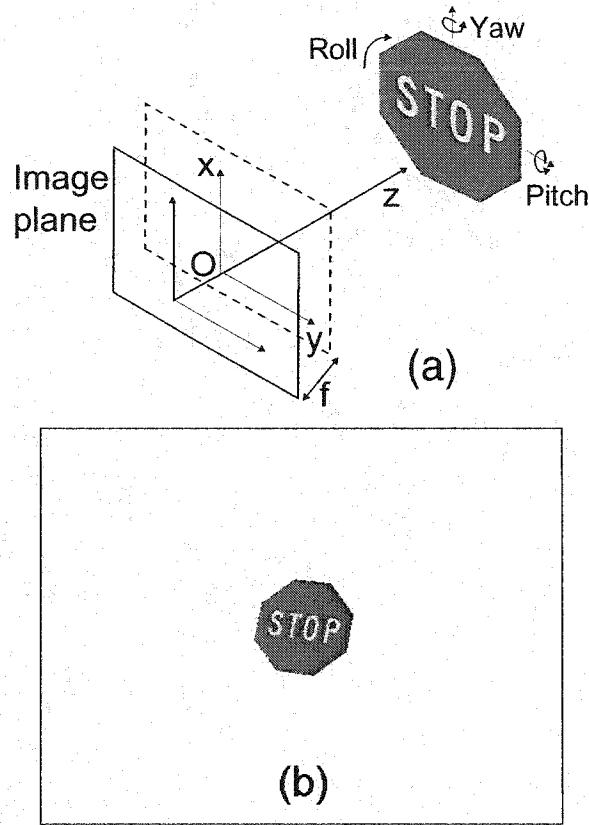 Roll
Yaw
STOP
Pitch
Image
plane
x
z
O
y
f
(a)
STOP
(b)